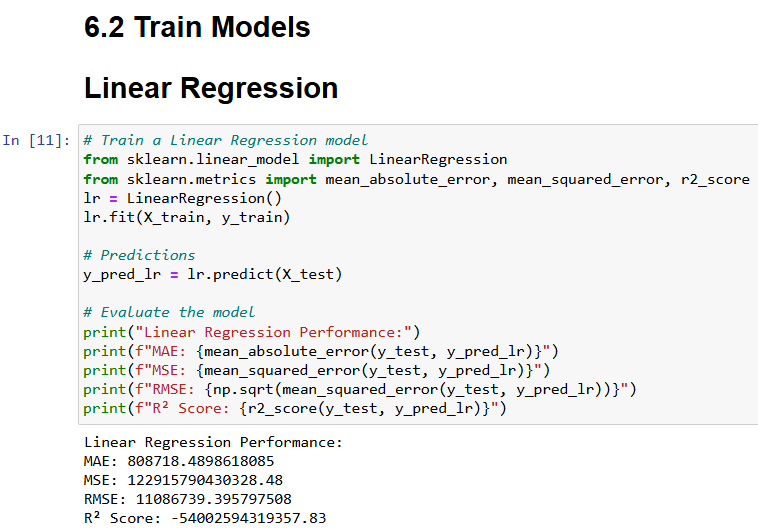 6.2 Train Models
Linear Regression
In [11]:
# Train a Linear Regression model
from sklearn.linear_model import LinearRegression
from sklearn.metrics import mean_absolute_error, mean_squared_error, r2_score
lr = LinearRegression()
lr.fit(X_train, y_train)
# Predictions
y_pred_lr = lr.predict(X_test)
# Evaluate the model
print("Linear Regression Performance:")
print(f"MAE: {mean_absolute_error(y_test, y_pred_lr)}")
print(f"MSE: {mean_squared_error(y_test, y_pred_lr)}")
print(f"RMSE: {np.sqrt(mean_squared_error(y_test, y_pred_lr))}")
print(f"R² Score: {r2_score(y_test, y_pred_lr)}")
Linear Regression Performance:
MAE: 808718.4898618085
MSE: 122915790430328.48
RMSE: 11086739.395797508
R² Score: -54002594319357.83